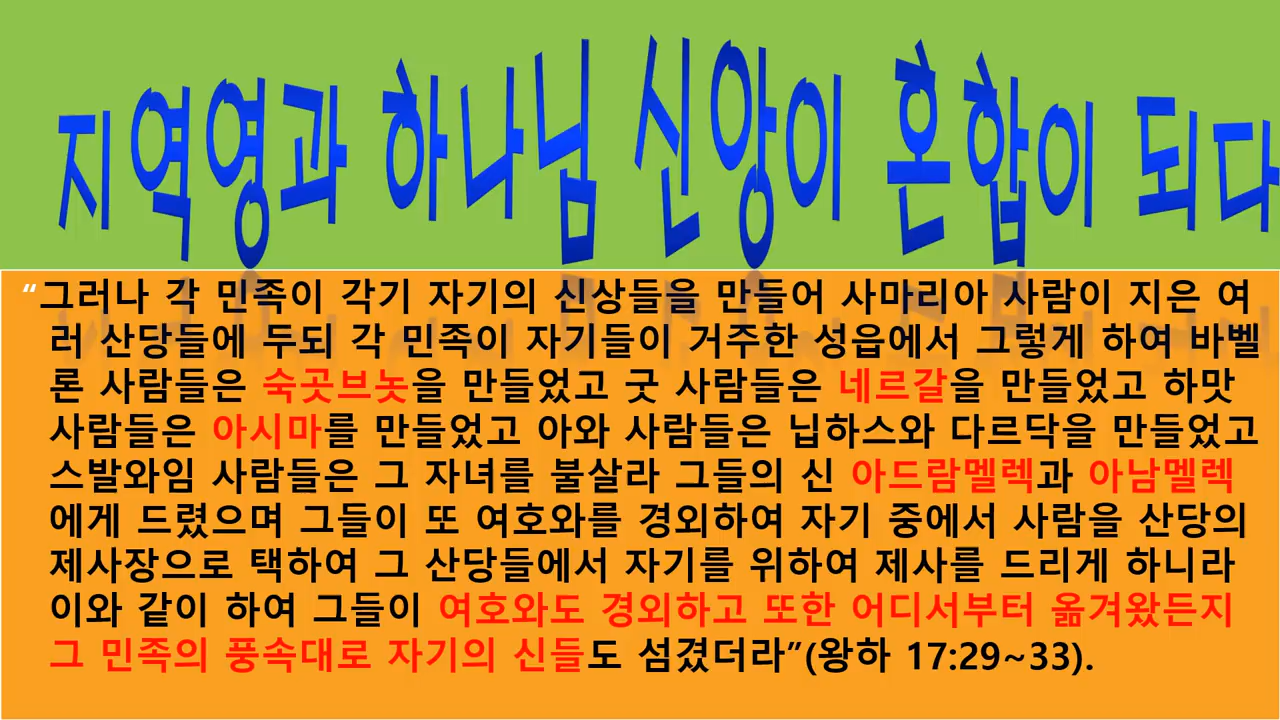 지역영과 하나님 신앙이 혼합이 되다
“그러나 각 민족이 각기 자기의 신상들을 만들어 사마리아 사람이 지은 여
러 산당들에 두되 각 민족이 자기들이 거주한 성읍에서 그렇게 하여 바벨
론 사람들은 숙곳브놋을 만들었고 굿 사람들은 네르갈을 만들었고 하맛
사람들은 아시마를 만들었고 아와 사람들은 닙하스와 다르닥을 만들었고
스발와임 사람들은 그 자녀를 불살라 그들의 신 아드람멜렉과 아남멜렉
에게 드렸으며 그들이 또 여호와를 경외하여 자기 중에서 사람을 산당의
제사장으로 택하여 그 산당들에서 자기를 위하여 제사를 드리게 하니라
이와 같이 하여 그들이 여호와도 경외하고 또한 어디서부터 옮겨왔든지
그 민족의 풍속대로 자기의 신들도 섬겼더라”(왕하 17:29~33).